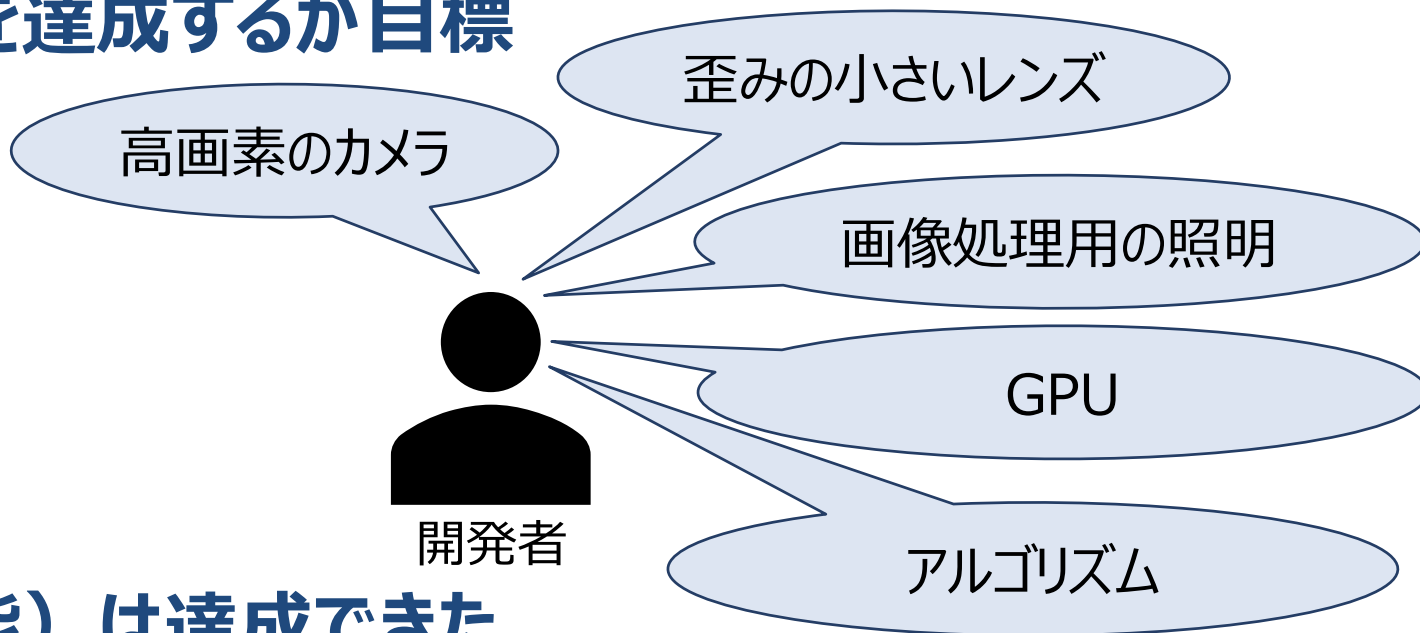 を達成するが目標
歪みの小さいレンズ
高画素のカメラ
画像処理用の照明
GPU
開発者
アルゴリズム
）は達成できた